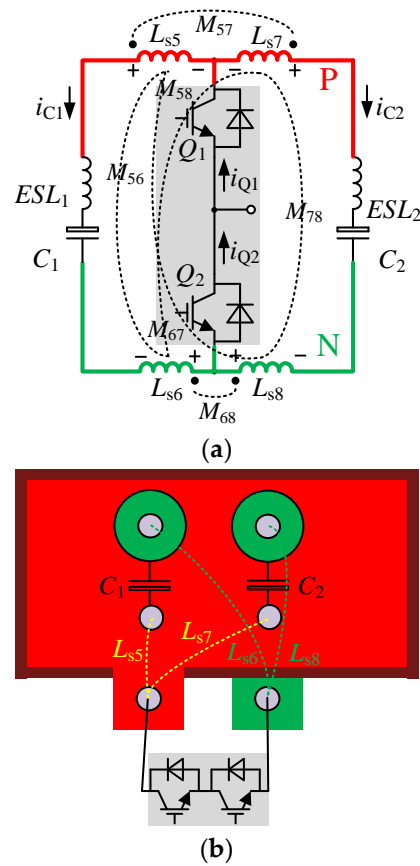 M57
Ls5
Ls7
+ − − +
P
M58
iC1
iC2
Q1
M56
iQ1
ESL1
M78
ESL2
C1
iQ2
C2
Q2
M67
N
− + + −
Ls6
Ls8
M68
(a)
C1
C2
Ls7
Ls5
Ls6
Ls8
(b)